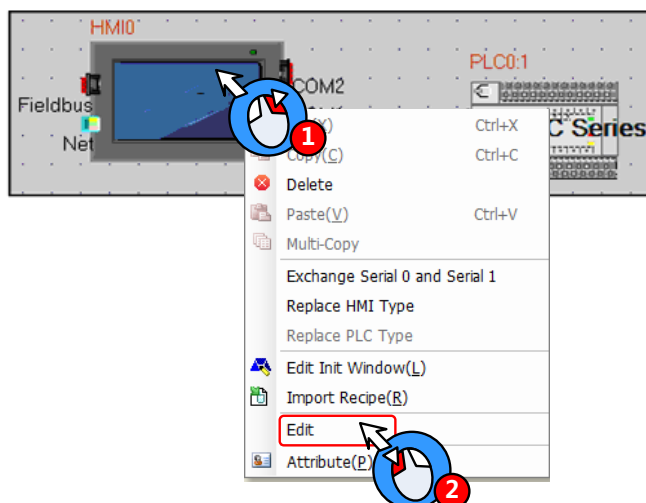 HMI0
PLC0:1
COM2
Fieldbus
Net
C Series
1
Ctrl+X
Copy(C) Ctrl+C
Delete
Paste(V) Ctrl+V
Multi-Copy
Exchange Serial 0 and Serial 1
Replace HMI Type
Replace PLC Type
Edit Init Window(L)
Import Recipe(R)
Edit
Attribute(P)
2